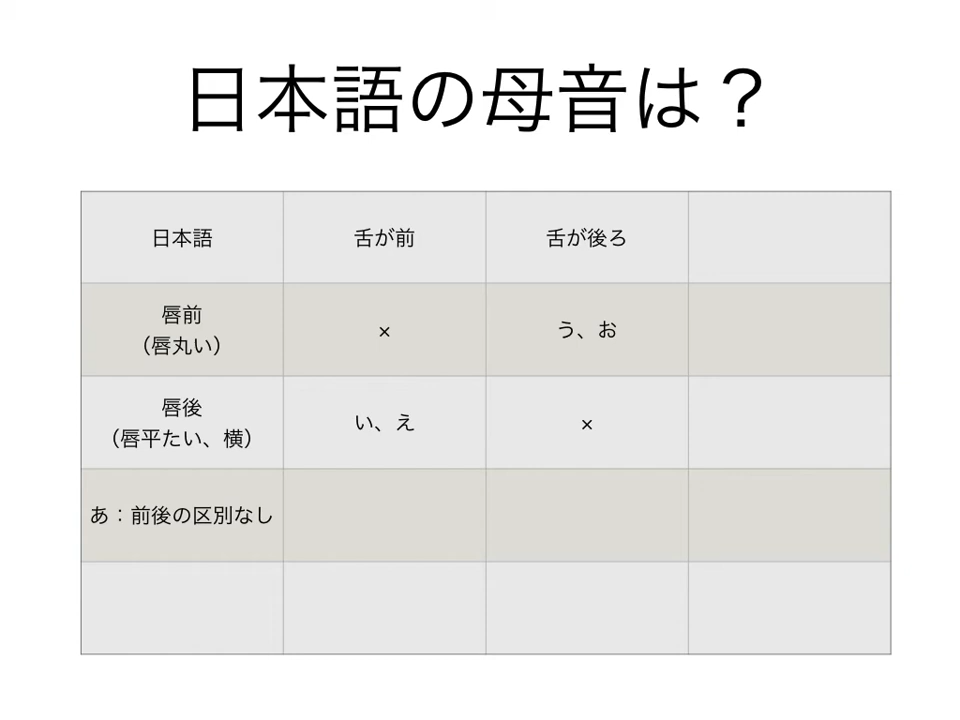 日本語の母音は？
日本語
舌が前
舌が後ろ
唇前
（唇丸い）
×
う、お
唇後
（唇平たい、横）
い、え
×
あ：前後の区別なし